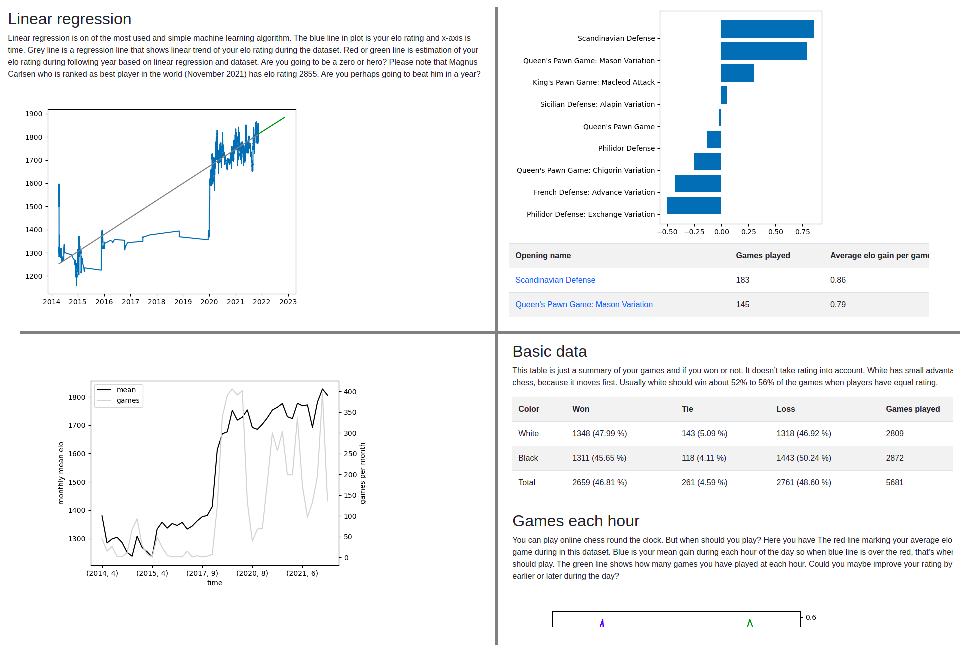 Linear regression
Linear regression is on of the most used and simple machine learning algorithm. The blue line in plot is your elo rating and x-axis is
time. Grey line is a regression line that shows linear trend of your elo rating during the dataset. Red or green line is estimation of your
elo rating during following year based on linear regression and dataset. Are you going to be a zero or hero? Please note that Magnus
Carlsen who is ranked as best player in the world (November 2021) has elo rating 2855. Are you perhaps going to beat him in a year?
1900
1800
1700
1600
1500
1400
1300
1200
2014 2015 2016 2017 2018 2019 2020 2021 2022 2023
Scandinavian Defense
Queen's Pawn Game: Mason Variation
King's Pawn Game: Macleod Attack
Sicilian Defense: Alapin Variation
Queen's Pawn Game
Philidor Defense
Queen's Pawn Game: Chigorin Variation
French Defense: Advance Variation
Philidor Defense: Exchange Variation
−0.50 −0.25 0.00 0.25 0.50 0.75
Opening name Games played Average elo gain per gam
Scandinavian Defense 183 0.86
Queen's Pawn Game: Mason Variation 145 0.79
mean
games
1800
1700
1600
1500
1400
1300
monthly mean elo
400
350
300
250
200
150
100
50
0
games per month
(2014, 4) (2015, 4) (2017, 9) (2020, 8) (2021, 6)
time
Basic data
This table is just a summary of your games and if you won or not. It doesn't take rating into account. White has small advanta
chess, because it moves first. Usually white should win about 52% to 56% of the games when players have equal rating.
Color Won Tie Loss Games played
White 1348 (47.99 %) 143 (5.09 %) 1318 (46.92 %) 2809
Black 1311 (45.65 %) 118 (4.11 %) 1443 (50.24 %) 2872
Total 2659 (46.81 %) 261 (4.59 %) 2761 (48.60 %) 5681
Games each hour
You can play online chess round the clock. But when should you play? Here you have The red line marking your average elo
game during in this dataset. Blue is your mean gain during each hour of the day so when blue line is over the red, that's wher
should play. The green line shows how many games you have played at each hour. Could you maybe improve your rating by
earlier or later during the day?
0.6